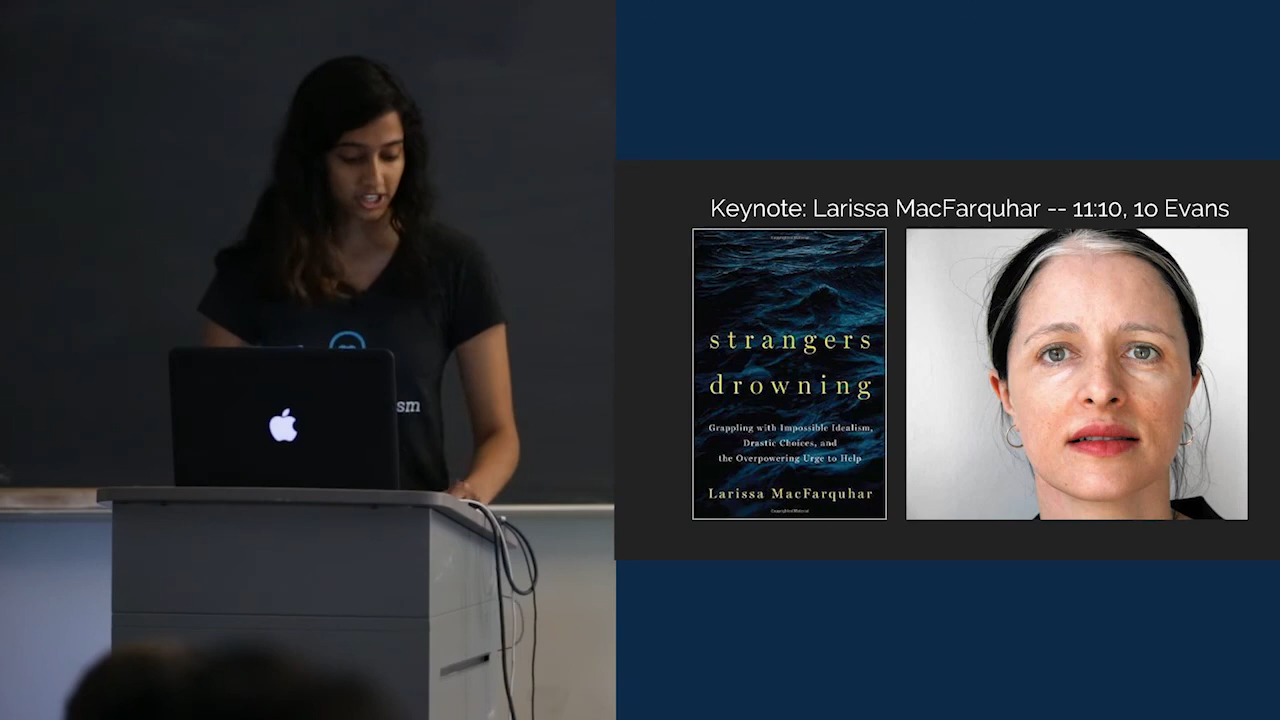 Keynote: Larissa MacFarquhar -- 11:10, 10 Evans
strangers
drowning
Grappling with Impossible Idealism,
Drastic Choices, and
the Overpowering Urge to Help
Larissa MacFarquhar
sm